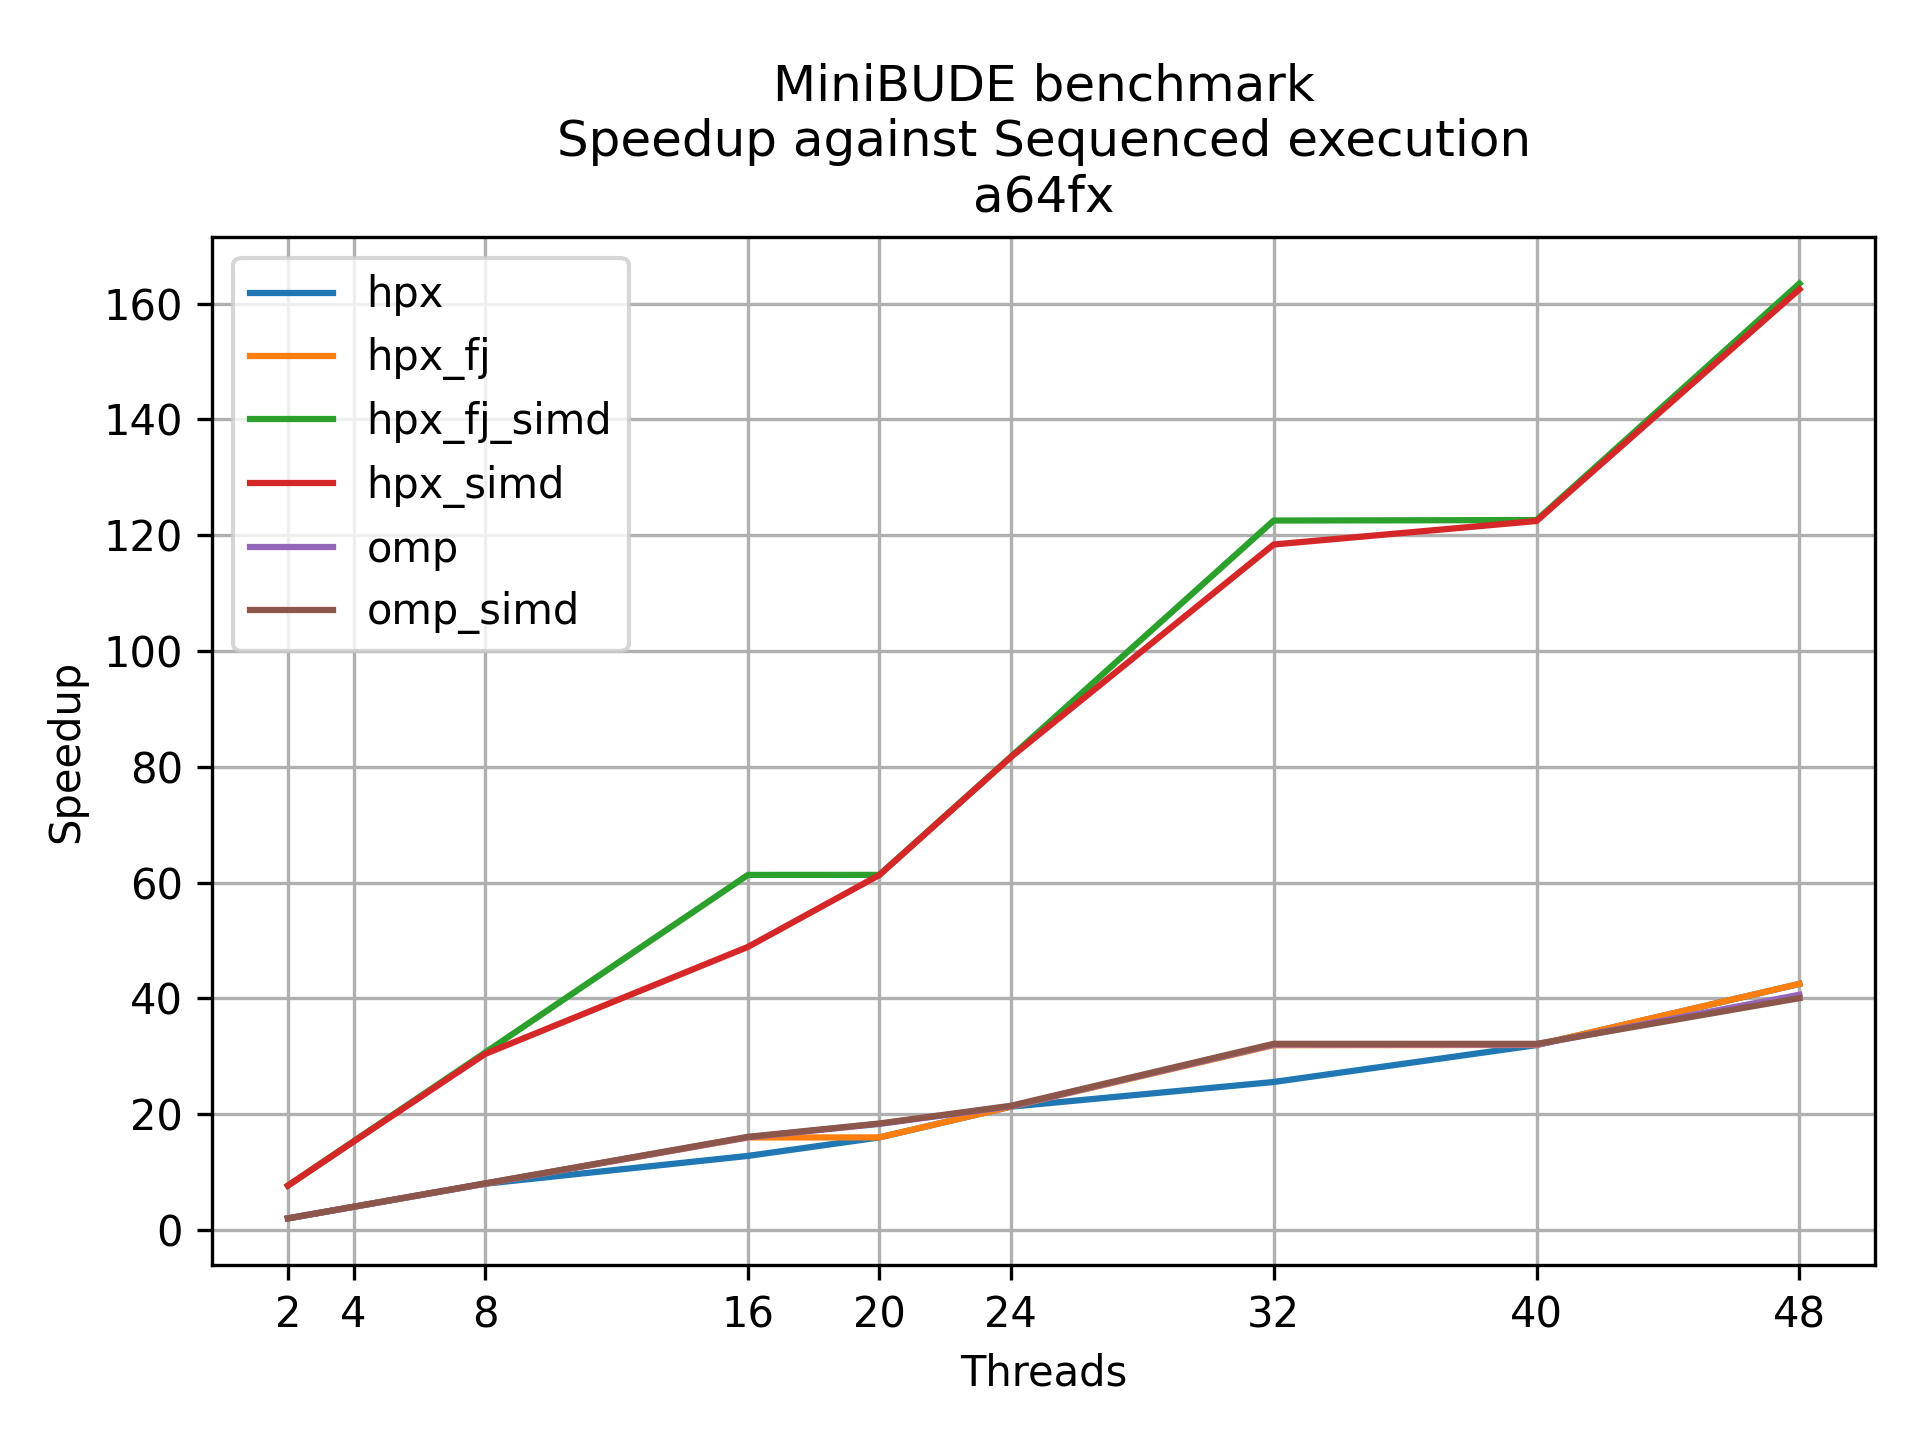 MiniBUDE benchmark
Speedup against Sequenced execution
a64fx
hpx
hpx_fj
hpx_fj_simd
hpx_simd
omp
omp_simd
Speedup
160
140
120
100
80
60
40
20
0
2 4 8 16 20 24 32 40 48
Threads